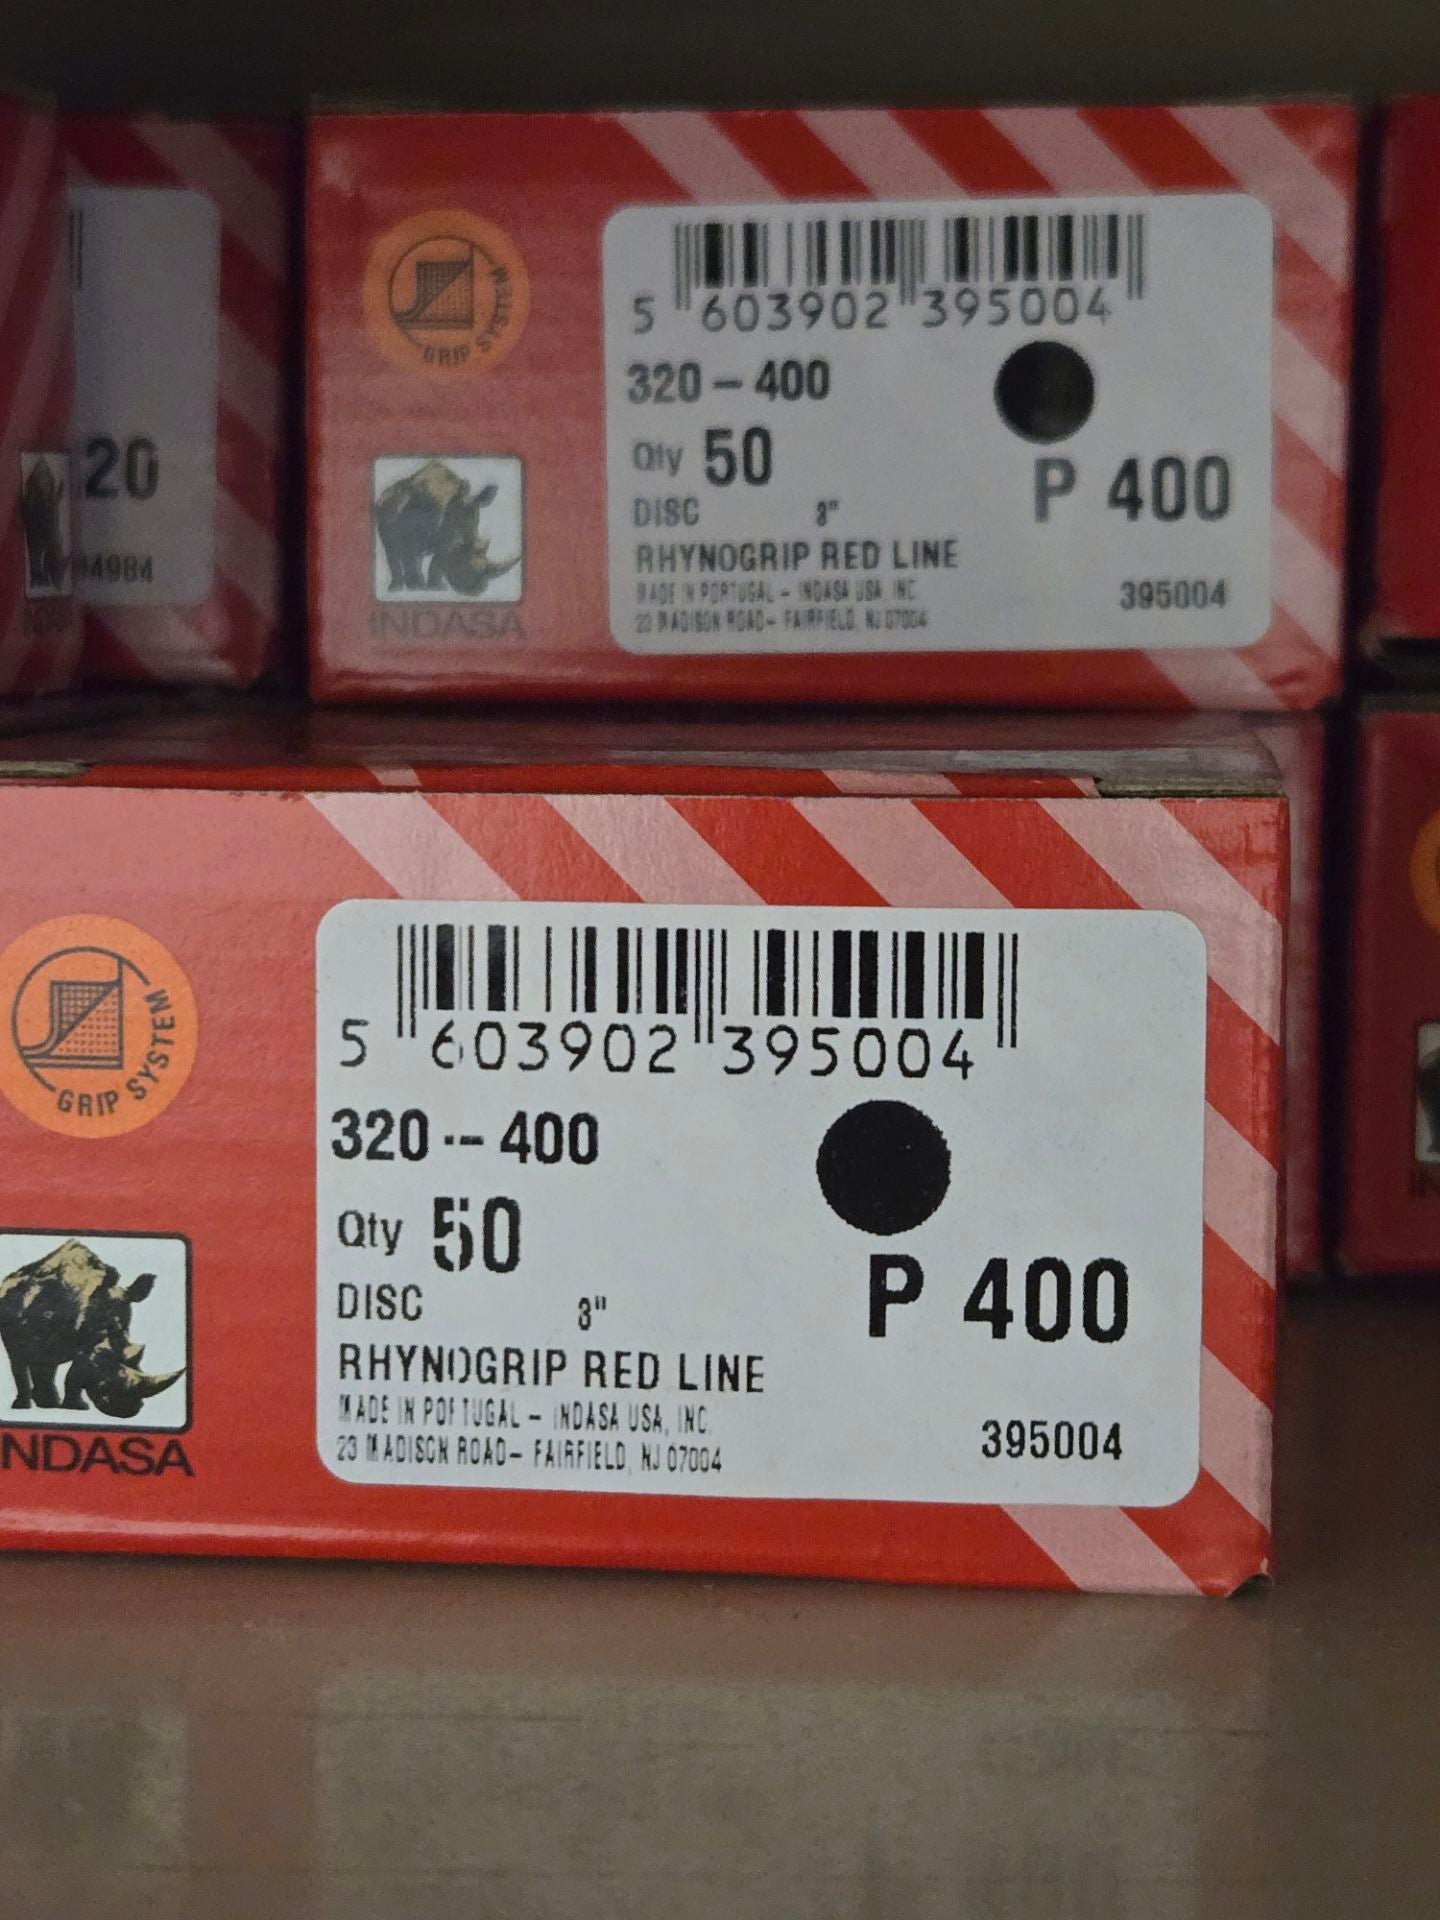 20
4984
GRIP SYSTEM
INDASA
5 603902 395004
320 – 400
Qty 50
P 400
DISC 3"
RHYNOGRIP RED LINE
MADE IN PORTUGAL – INDASA USA, INC
395004
23 MADISON ROAD– FAIRFIELD, NJ 07004
GRIP SYSTEM
NDASA
5 603902 395004
320 -- 400
Qty 50
P 400
DISC 3"
RHYNOGRIP RED LINE
MADE IN PORTUGAL – INDASA USA, INC.
395004
23 MADISON ROAD– FAIRFIELD, NJ 07004